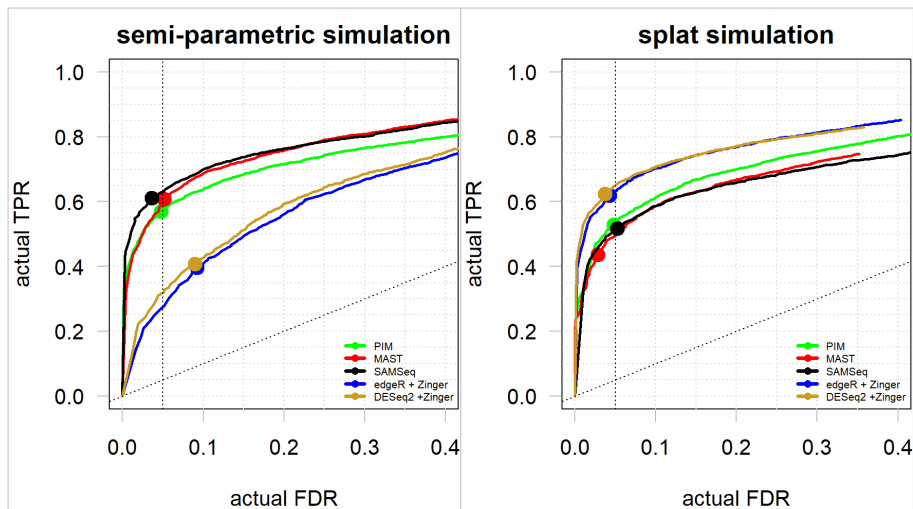 semi-parametric simulation
1.0
0.8
0.6
0.4
0.2
0.0
actual TPR
PIM
MAST
SAMSeq
edgeR + Zinger
DESeq2 +Zinger
0.0 0.1 0.2 0.3 0.4
actual FDR
splat simulation
1.0
0.8
0.6
0.4
0.2
0.0
actual TPR
PIM
MAST
SAMSeq
edgeR + Zinger
DESeq2 +Zinger
0.0 0.1 0.2 0.3 0.4
actual FDR